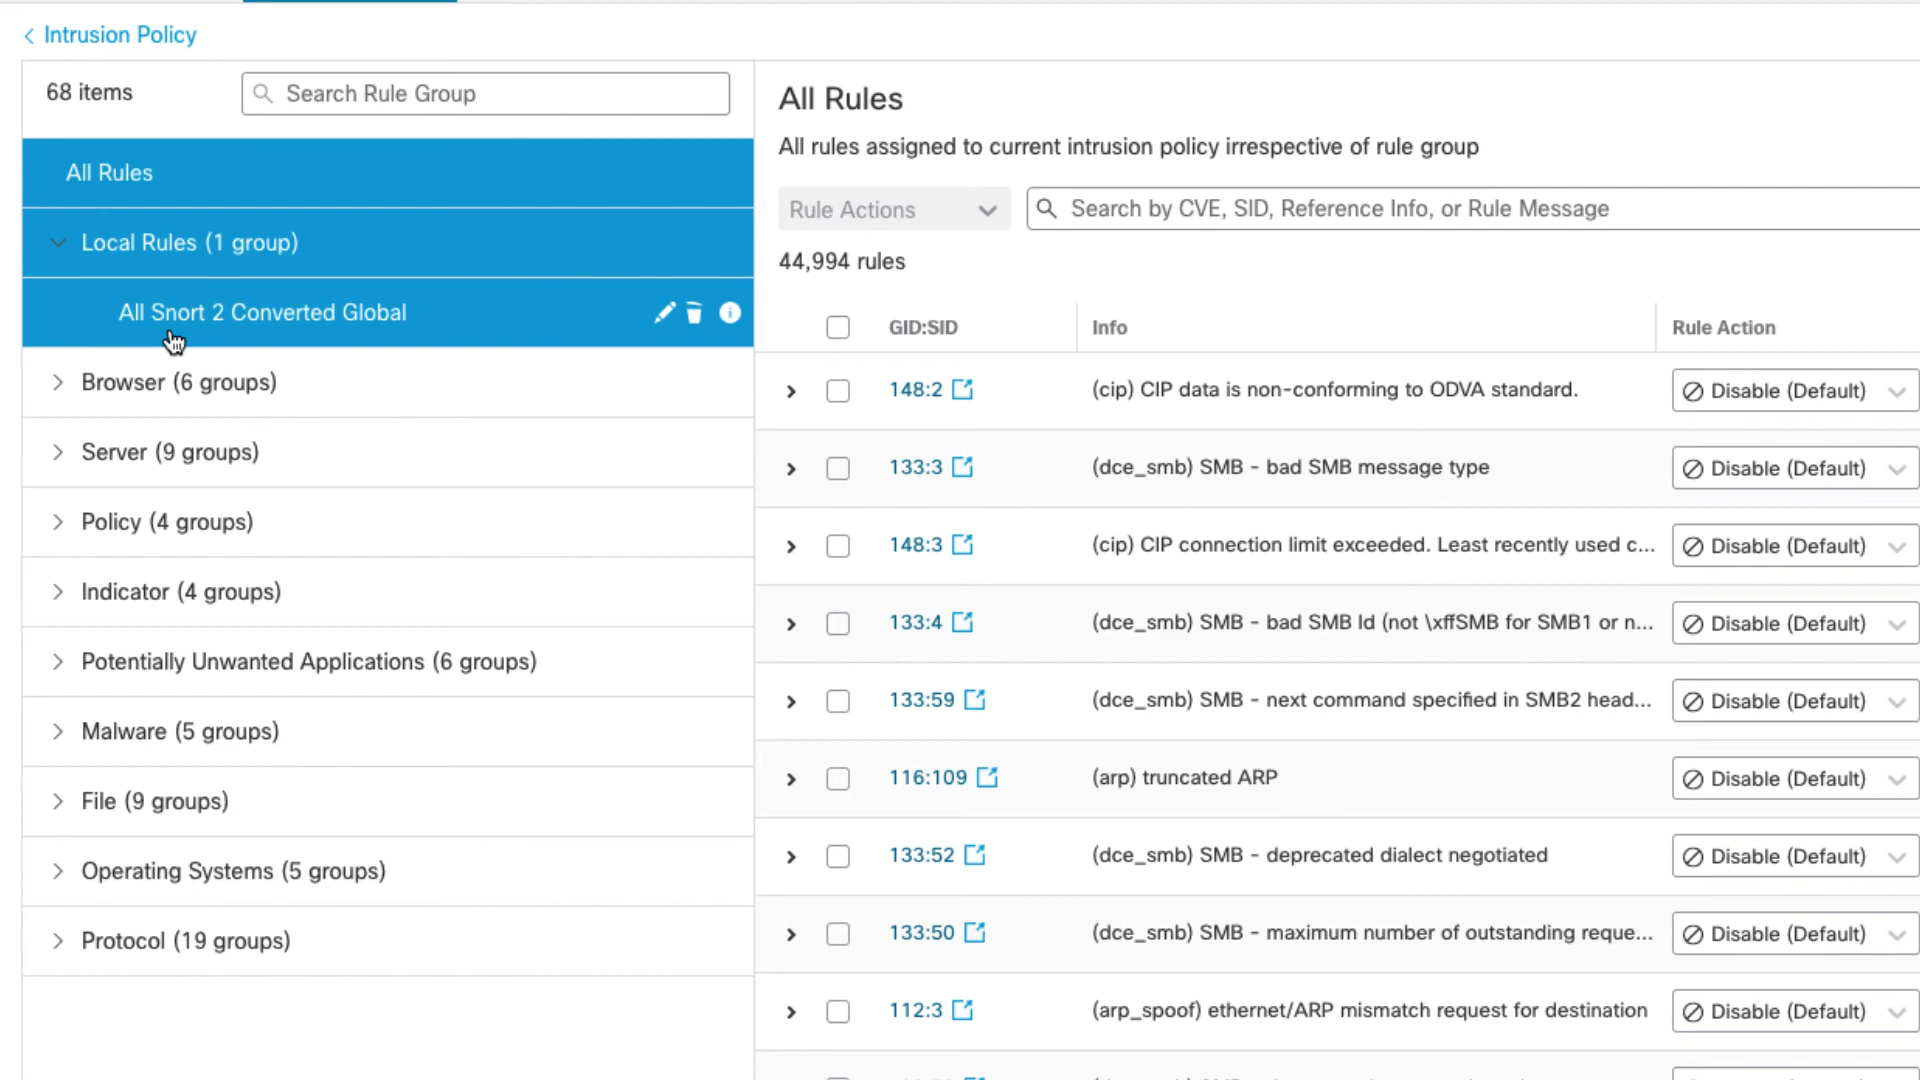 Intrusion Policy
68 items
Search Rule Group
All Rules
Local Rules (1 group)
All Snort 2 Converted Global
Browser (6 groups)
Server (9 groups)
Policy (4 groups)
Indicator (4 groups)
Potentially Unwanted Applications (6 groups)
Malware (5 groups)
File (9 groups)
Operating Systems (5 groups)
Protocol (19 groups)
All Rules
All rules assigned to current intrusion policy irrespective of rule group
Rule Actions
Search by CVE, SID, Reference Info, or Rule Message
44,994 rules
GID:SID Info Rule Action
148:2 (cip) CIP data is non-conforming to ODVA standard. Disable (Default)
133:3 (dce_smb) SMB - bad SMB message type Disable (Default)
148:3 (cip) CIP connection limit exceeded. Least recently used c... Disable (Default)
133:4 (dce_smb) SMB - bad SMB Id (not \xffSMB for SMB1 or n... Disable (Default)
133:59 (dce_smb) SMB - next command specified in SMB2 head... Disable (Default)
116:109 (arp) truncated ARP Disable (Default)
133:52 (dce_smb) SMB - deprecated dialect negotiated Disable (Default)
133:50 (dce_smb) SMB - maximum number of outstanding reque... Disable (Default)
112:3 (arp_spoof) ethernet/ARP mismatch request for destination Disable (Default)